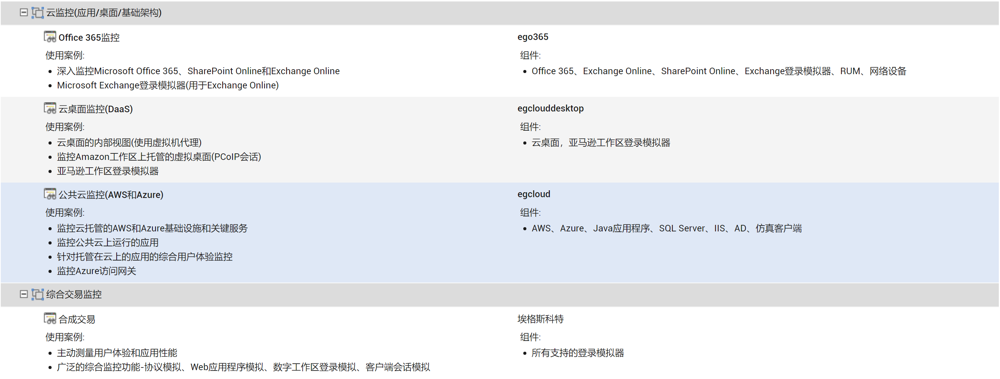 云监控(应用/桌面/基础架构)
Office 365监控
ego365
使用案例:
组件:
深入监控Microsoft Office 365、SharePoint Online和Exchange Online
Office 365、Exchange Online、SharePoint Online、Exchange登录模拟器、RUM、网络设备
Microsoft Exchange登录模拟器(用于Exchange Online)
云桌面监控(DaaS)
egclouddesktop
使用案例:
组件:
云桌面的内部视图(使用虚拟机代理)
云桌面，亚马逊工作区登录模拟器
监控Amazon工作区上托管的虚拟桌面(PCoIP会话)
亚马逊工作区登录模拟器
公共云监控(AWS和Azure)
egcloud
使用案例:
组件:
监控云托管的AWS和Azure基础设施和关键服务
AWS、Azure、Java应用程序、SQL Server、IIS、AD、仿真客户端
监控公共云上运行的应用
针对托管在云上的应用的综合用户体验监控
监控Azure访问网关
综合交易监控
合成交易
埃格斯科特
使用案例:
组件:
主动测量用户体验和应用性能
所有支持的登录模拟器
广泛的综合监控功能-协议模拟、Web应用程序模拟、数字工作区登录模拟、客户端会话模拟